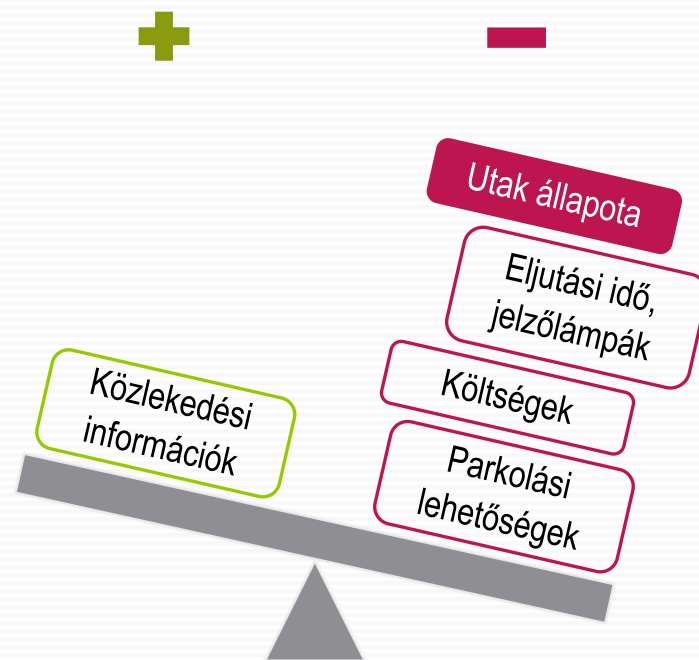 Utak állapota
Eljutási idő,
jelzőlámpák
Költségek
Parkolási
lehetőségek
Közlekedési
információk